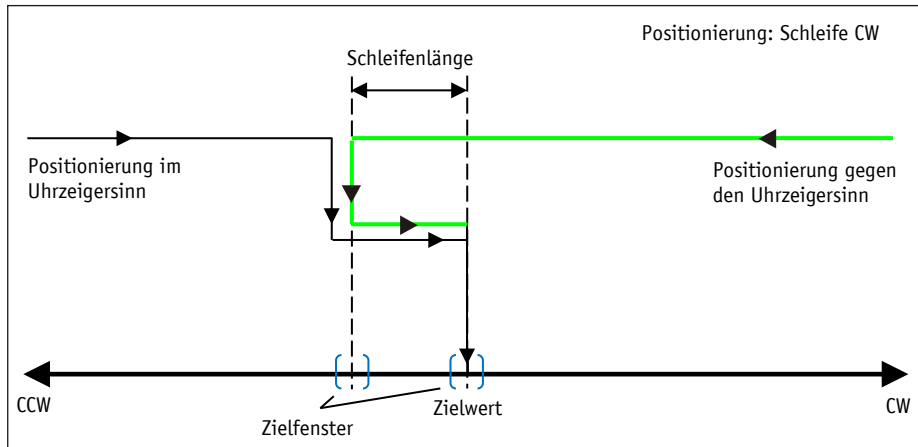 Positionierung: Schleife CW
Schleifenlänge
Positionierung im
Uhrzeigersinn
Positionierung gegen
den Uhrzeigersinn
CCW
Zielfenster
Zielwert
CW